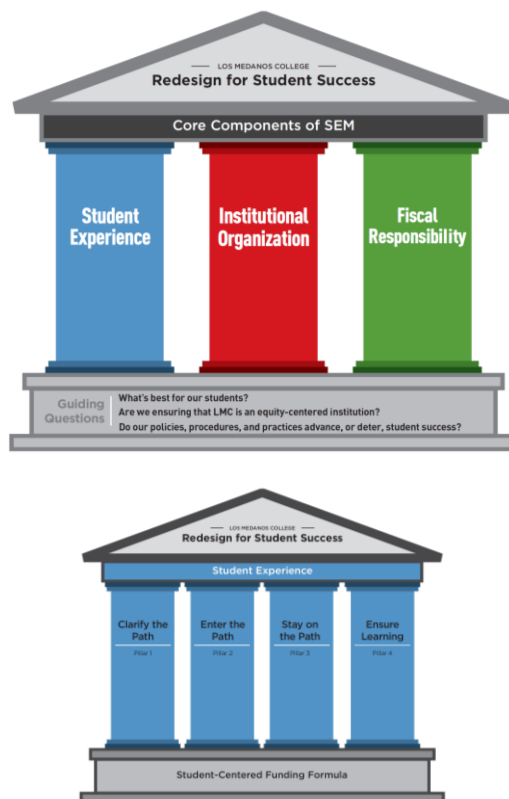 LOS MEDANOS COLLEGE
Redesign for Student Success
Core Components of SEM
Student
Experience
Institutional
Organization
Fiscal
Responsibility
Guiding
Questions
What's best for our students?
Are we ensuring that LMC is an equity-centered institution?
Do our policies, procedures, and practices advance, or deter, student success?
LOS MEDANOS COLLEGE
Redesign for Student Success
Student Experience
Clarify the
Path
Pillar 1
Enter the
Path
Pillar 2
Stay on
the Path
Pillar 3
Ensure
Learning
Pillar 4
Student-Centered Funding Formula